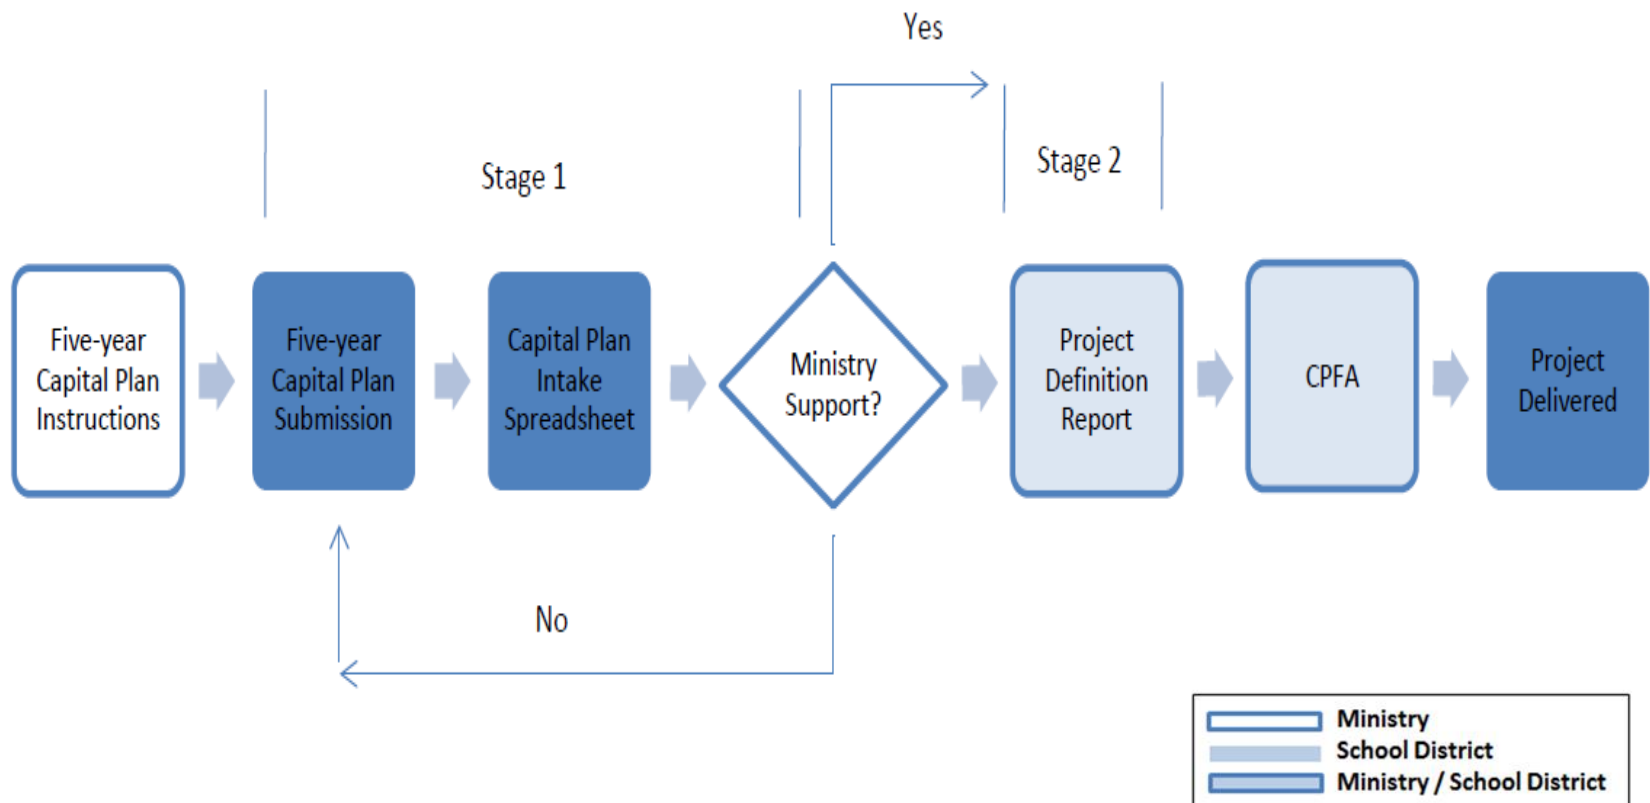 Yes
Stage 1
Stage 2
Five-year
Capital Plan
Instructions
Five-year
Capital Plan
Submission
Capital Plan
Intake
Spreadsheet
Ministry
Support?
Project
Definition
Report
CPFA
Project
Delivered
No
Ministry
School District
Ministry / School District